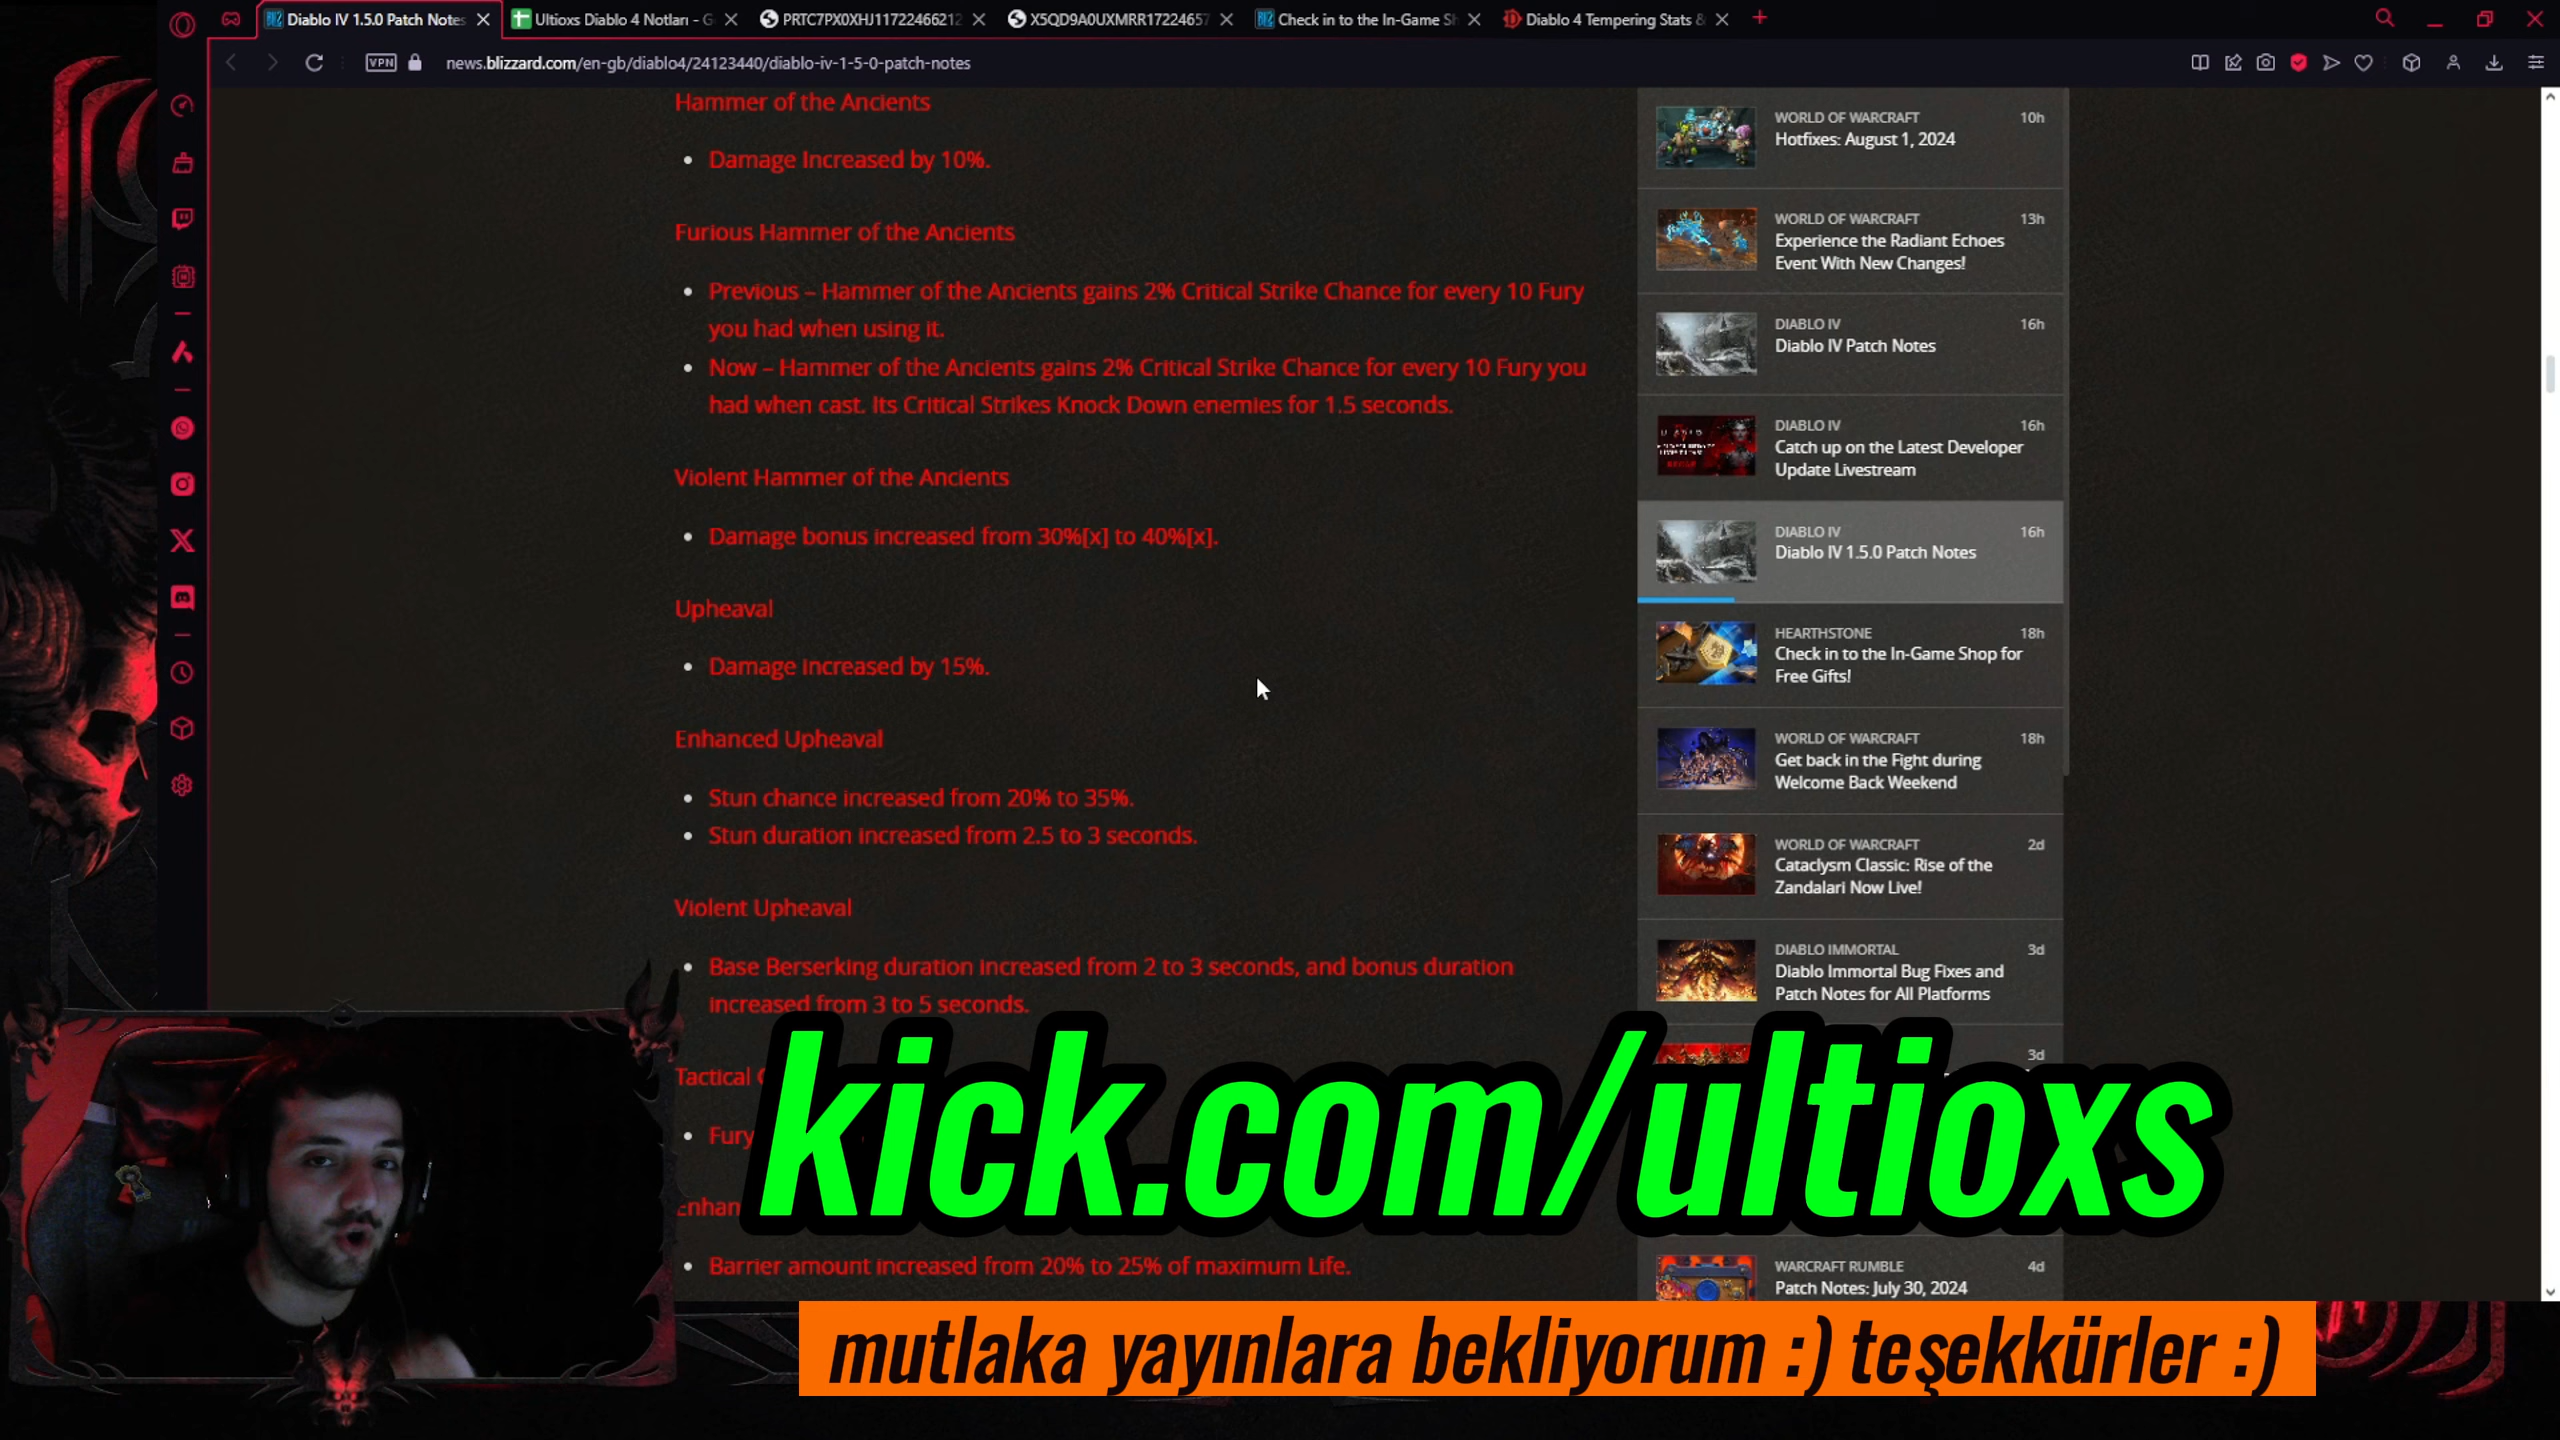 Diablo IV 1.5.0 Patch Notes
Ultioxs Diablo 4 Notları - G
PRTC7PX0XHJ11722466212
X5QD9A0UXMRR17224657
Check in to the In-Game Sh
Diablo 4 Tempering Stats &
VPN
news.blizzard.com/en-gb/diablo4/24123440/diablo-iv-1-5-0-patch-notes
Hammer of the Ancients
• Damage Increased by 10%.
Furious Hammer of the Ancients
• Previous – Hammer of the Ancients gains 2% Critical Strike Chance for every 10 Fury
you had when using it.
• Now – Hammer of the Ancients gains 2% Critical Strike Chance for every 10 Fury you
had when cast. Its Critical Strikes Knock Down enemies for 1.5 seconds.
Violent Hammer of the Ancients
• Damage bonus increased from 30%[x] to 40%[x].
Upheaval
• Damage increased by 15%.
Enhanced Upheaval
• Stun chance increased from 20% to 35%.
• Stun duration increased from 2.5 to 3 seconds.
Violent Upheaval
• Base Berserking duration increased from 2 to 3 seconds, and bonus duration
increased from 3 to 5 seconds.
Tactical
• Fury
• Barrier amount increased from 20% to 25% of maximum Life.
WORLD OF WARCRAFT 10h
Hotfixes: August 1, 2024
WORLD OF WARCRAFT 13h
Experience the Radiant Echoes
Event With New Changes!
DIABLO IV 16h
Diablo IV Patch Notes
DIABLO IV 16h
Catch up on the Latest Developer
Update Livestream
DIABLO IV 16h
Diablo IV 1.5.0 Patch Notes
HEARTHSTONE 18h
Check in to the In-Game Shop for
Free Gifts!
WORLD OF WARCRAFT 18h
Get back in the Fight during
Welcome Back Weekend
WORLD OF WARCRAFT 2d
Cataclysm Classic: Rise of the
Zandalari Now Live!
DIABLO IMMORTAL 3d
Diablo Immortal Bug Fixes and
Patch Notes for All Platforms
3d
WARCRAFT RUMBLE 4d
Patch Notes: July 30, 2024
kick.com/ultioxs
mutlaka yayınlara bekliyorum :) teşekkürler :)